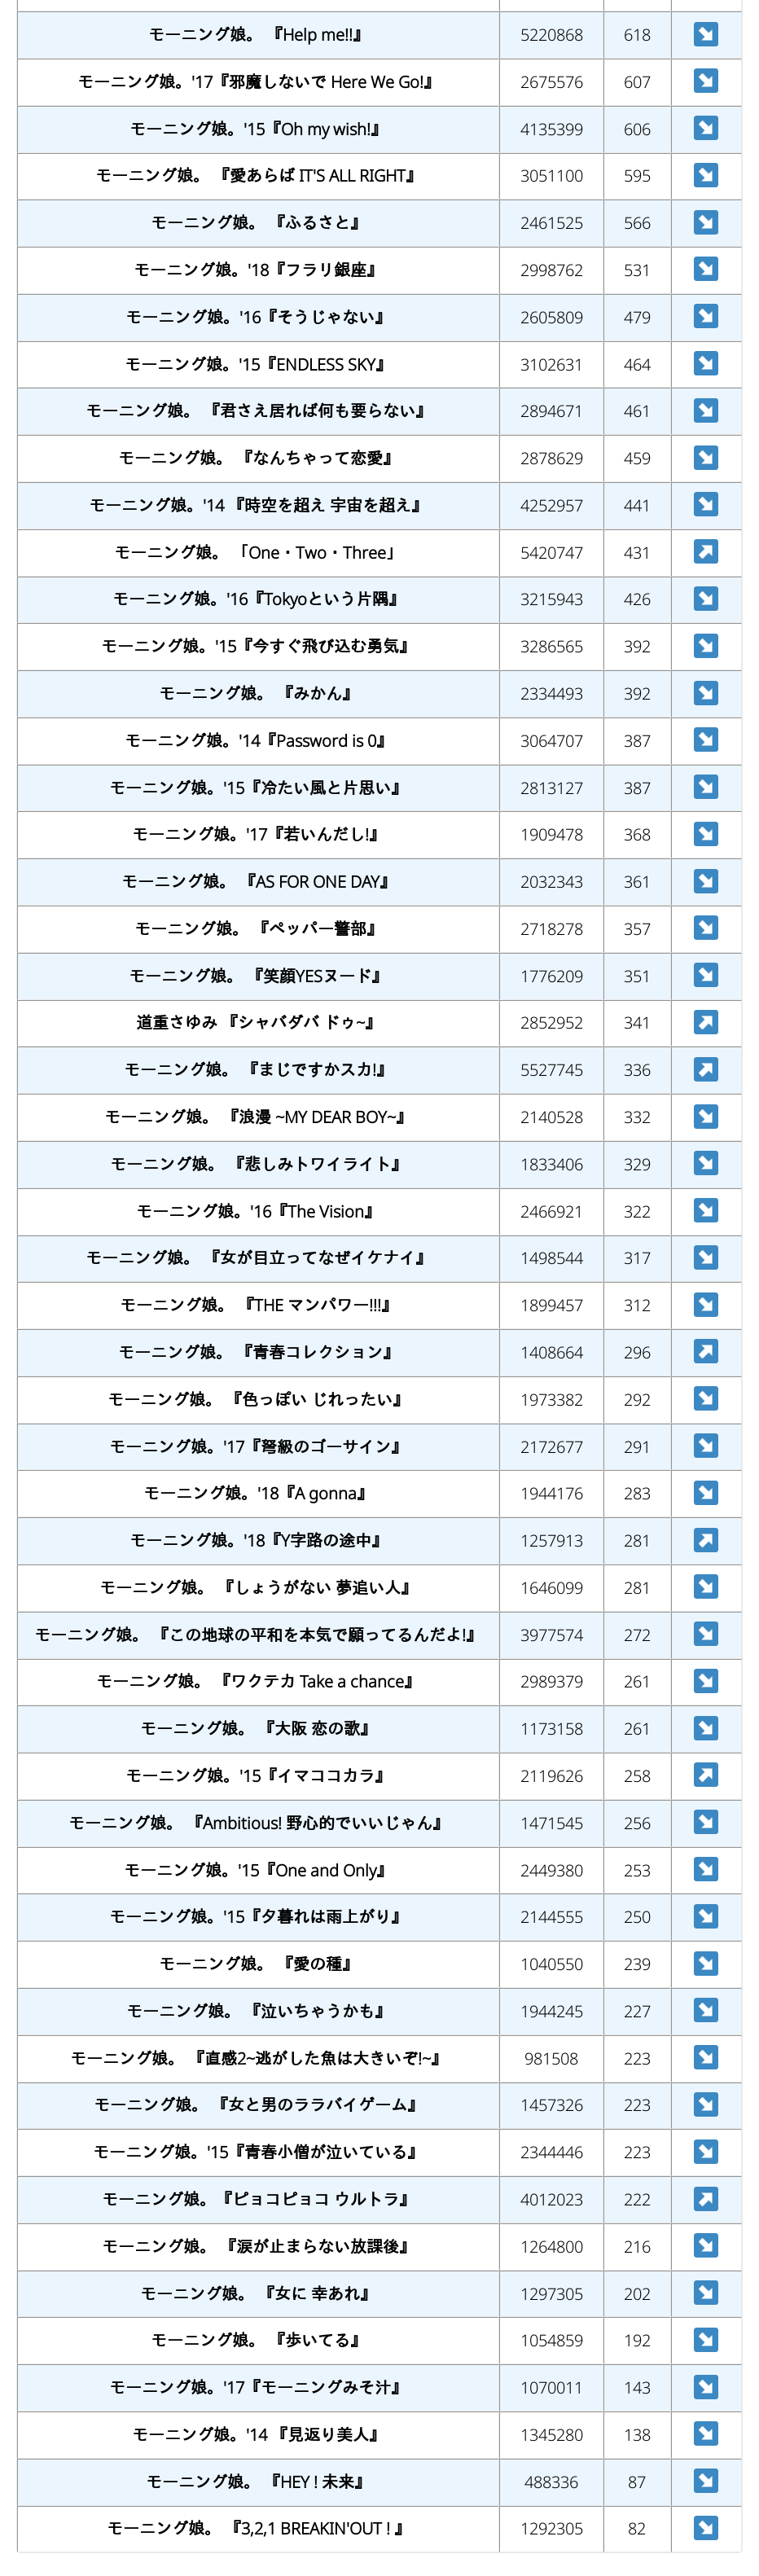 モーニング娘。 『Help me!!』 5220868 618 ↘
モーニング娘。'17『邪魔しないで Here We Go!』 2675576 607 ↘
モーニング娘。'15『Oh my wish!』 4135399 606 ↘
モーニング娘。 『愛あらば IT'S ALL RIGHT』 3051100 595 ↘
モーニング娘。 『ふるさと』 2461525 566 ↘
モーニング娘。'18『フラリ銀座』 2998762 531 ↘
モーニング娘。'16『そうじゃない』 2605809 479 ↘
モーニング娘。'15『ENDLESS SKY』 3102631 464 ↘
モーニング娘。 『君さえ居れば何も要らない』 2894671 461 ↘
モーニング娘。 『なんちゃって恋愛』 2878629 459 ↘
モーニング娘。'14 『時空を超え 宇宙を超え』 4252957 441 ↘
モーニング娘。 「One・Two・Three」 5420747 431 ↗
モーニング娘。'16『Tokyoという片隅』 3215943 426 ↘
モーニング娘。'15『今すぐ飛び込む勇気』 3286565 392 ↘
モーニング娘。 『みかん』 2334493 392 ↘
モーニング娘。'14『Password is 0』 3064707 387 ↘
モーニング娘。'15『冷たい風と片思い』 2813127 387 ↘
モーニング娘。'17『若いんだし!』 1909478 368 ↘
モーニング娘。 『AS FOR ONE DAY』 2032343 361 ↘
モーニング娘。 『ペッパー警部』 2718278 357 ↘
モーニング娘。 『笑顔YESヌード』 1776209 351 ↘
道重さゆみ 『シャバダバ ドゥ~』 2852952 341 ↗
モーニング娘。 『まじですかスカ!』 5527745 336 ↗
モーニング娘。 『浪漫 ~MY DEAR BOY~』 2140528 332 ↘
モーニング娘。 『悲しみトワイライト』 1833406 329 ↘
モーニング娘。'16『The Vision』 2466921 322 ↘
モーニング娘。 『女が目立ってなぜイケナイ』 1498544 317 ↘
モーニング娘。 『THE マンパワー!!!』 1899457 312 ↘
モーニング娘。 『青春コレクション』 1408664 296 ↗
モーニング娘。 『色っぽい じれったい』 1973382 292 ↘
モーニング娘。'17『弩級のゴーサイン』 2172677 291 ↘
モーニング娘。'18『A gonna』 1944176 283 ↘
モーニング娘。'18『Y字路の途中』 1257913 281 ↗
モーニング娘。 『しょうがない 夢追い人』 1646099 281 ↘
モーニング娘。 『この地球の平和を本気で願ってるんだよ!』 3977574 272 ↘
モーニング娘。 『ワクテカ Take a chance』 2989379 261 ↘
モーニング娘。 『大阪 恋の歌』 1173158 261 ↘
モーニング娘。'15『イマココカラ』 2119626 258 ↗
モーニング娘。 『Ambitious! 野心的でいいじゃん』 1471545 256 ↘
モーニング娘。'15『One and Only』 2449380 253 ↘
モーニング娘。'15『夕暮れは雨上がり』 2144555 250 ↘
モーニング娘。 『愛の種』 1040550 239 ↘
モーニング娘。 『泣いちゃうかも』 1944245 227 ↘
モーニング娘。 『直感2~逃がした魚は大きいぞ!~』 981508 223 ↘
モーニング娘。 『女と男のララバイゲーム』 1457326 223 ↘
モーニング娘。'15『青春小僧が泣いている』 2344446 223 ↘
モーニング娘。『ピョコピョコ ウルトラ』 4012023 222 ↗
モーニング娘。 『涙が止まらない放課後』 1264800 216 ↘
モーニング娘。 『女に 幸あれ』 1297305 202 ↘
モーニング娘。 『歩いてる』 1054859 192 ↘
モーニング娘。'17『モーニングみそ汁』 1070011 143 ↘
モーニング娘。'14 『見返り美人』 1345280 138 ↘
モーニング娘。 『HEY ! 未来』 488336 87 ↘
モーニング娘。 『3,2,1 BREAKIN'OUT ! 』 1292305 82 ↘